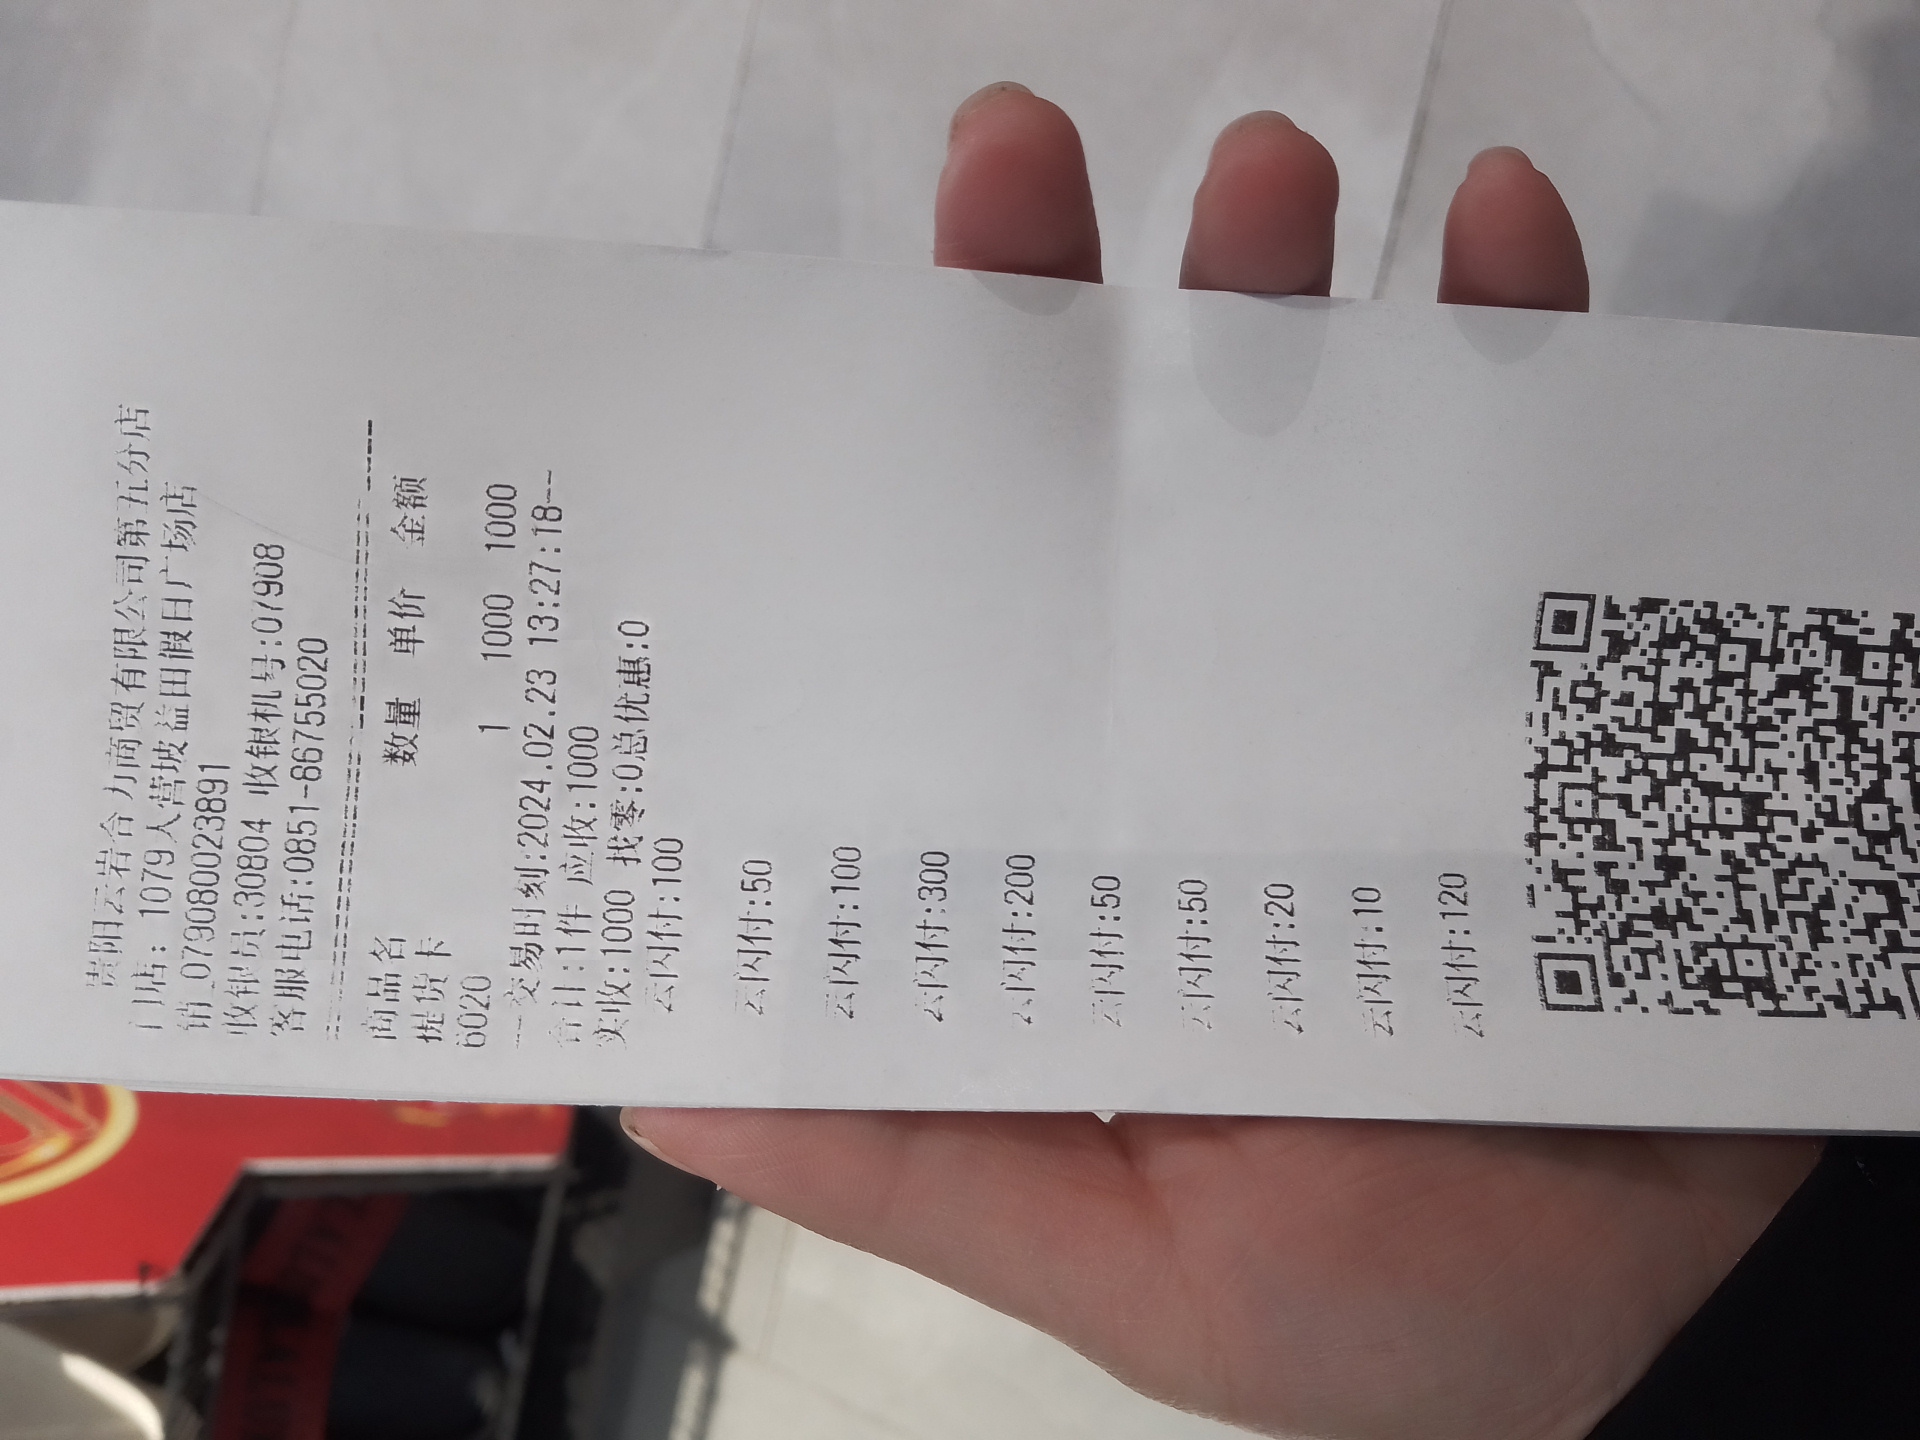 贵阳云岩合力商贸有限公司第五分店
门店: 1079人营坡益田假日广场店
销_0790800023891
收银员:30804 收银机号:07908
客服电话:0851-86755020
商品名 数量 单价 金额
提货卡
6020 1 1000 1000
--交易时刻:2024.02.23 13:27:18--
合计:1件 应收:1000
实收:1000 找零:0总优惠:0
云闪付:100
云闪付:50
云闪付:100
云闪付:300
云闪付:200
云闪付:50
云闪付:50
云闪付:20
云闪付:10
云闪付:120